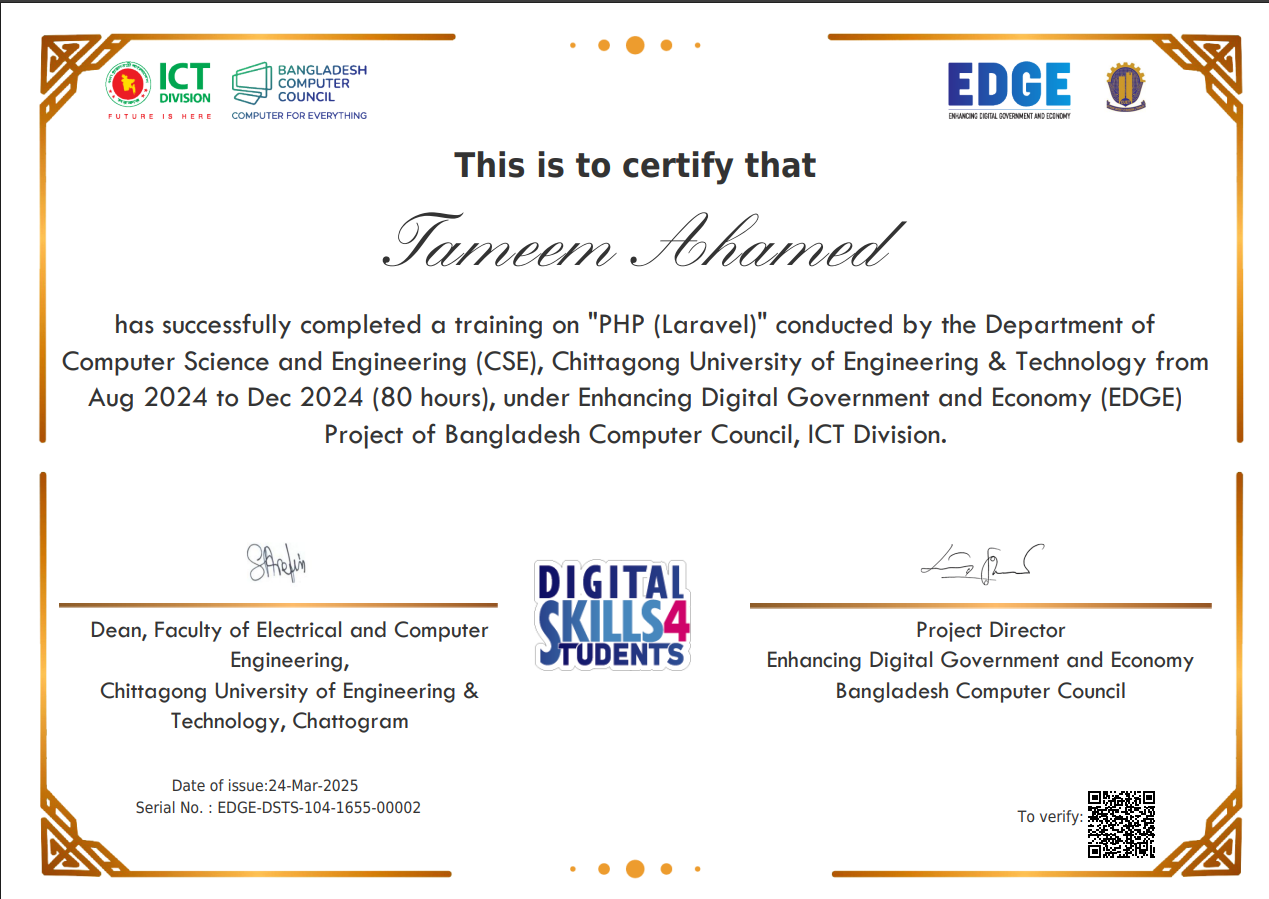 ICT
DIVISION
FUTURE IS HERE
BANGLADESH
COMPUTER
COUNCIL
COMPUTER FOR EVERYTHING
EDGE
ENHANCING DIGITAL GOVERNMENT AND ECONOMY
This is to certify that
Tameem Ahamed
has successfully completed a training on "PHP (Laravel)" conducted by the Department of
Computer Science and Engineering (CSE), Chittagong University of Engineering & Technology from
Aug 2024 to Dec 2024 (80 hours), under Enhancing Digital Government and Economy (EDGE)
Project of Bangladesh Computer Council, ICT Division.
Dean, Faculty of Electrical and Computer
Engineering,
Chittagong University of Engineering &
Technology, Chattogram
DIGITAL
SKILLS4
STUDENTS
Project Director
Enhancing Digital Government and Economy
Bangladesh Computer Council
Date of issue:24-Mar-2025
Serial No. : EDGE-DSTS-104-1655-00002
To verify: